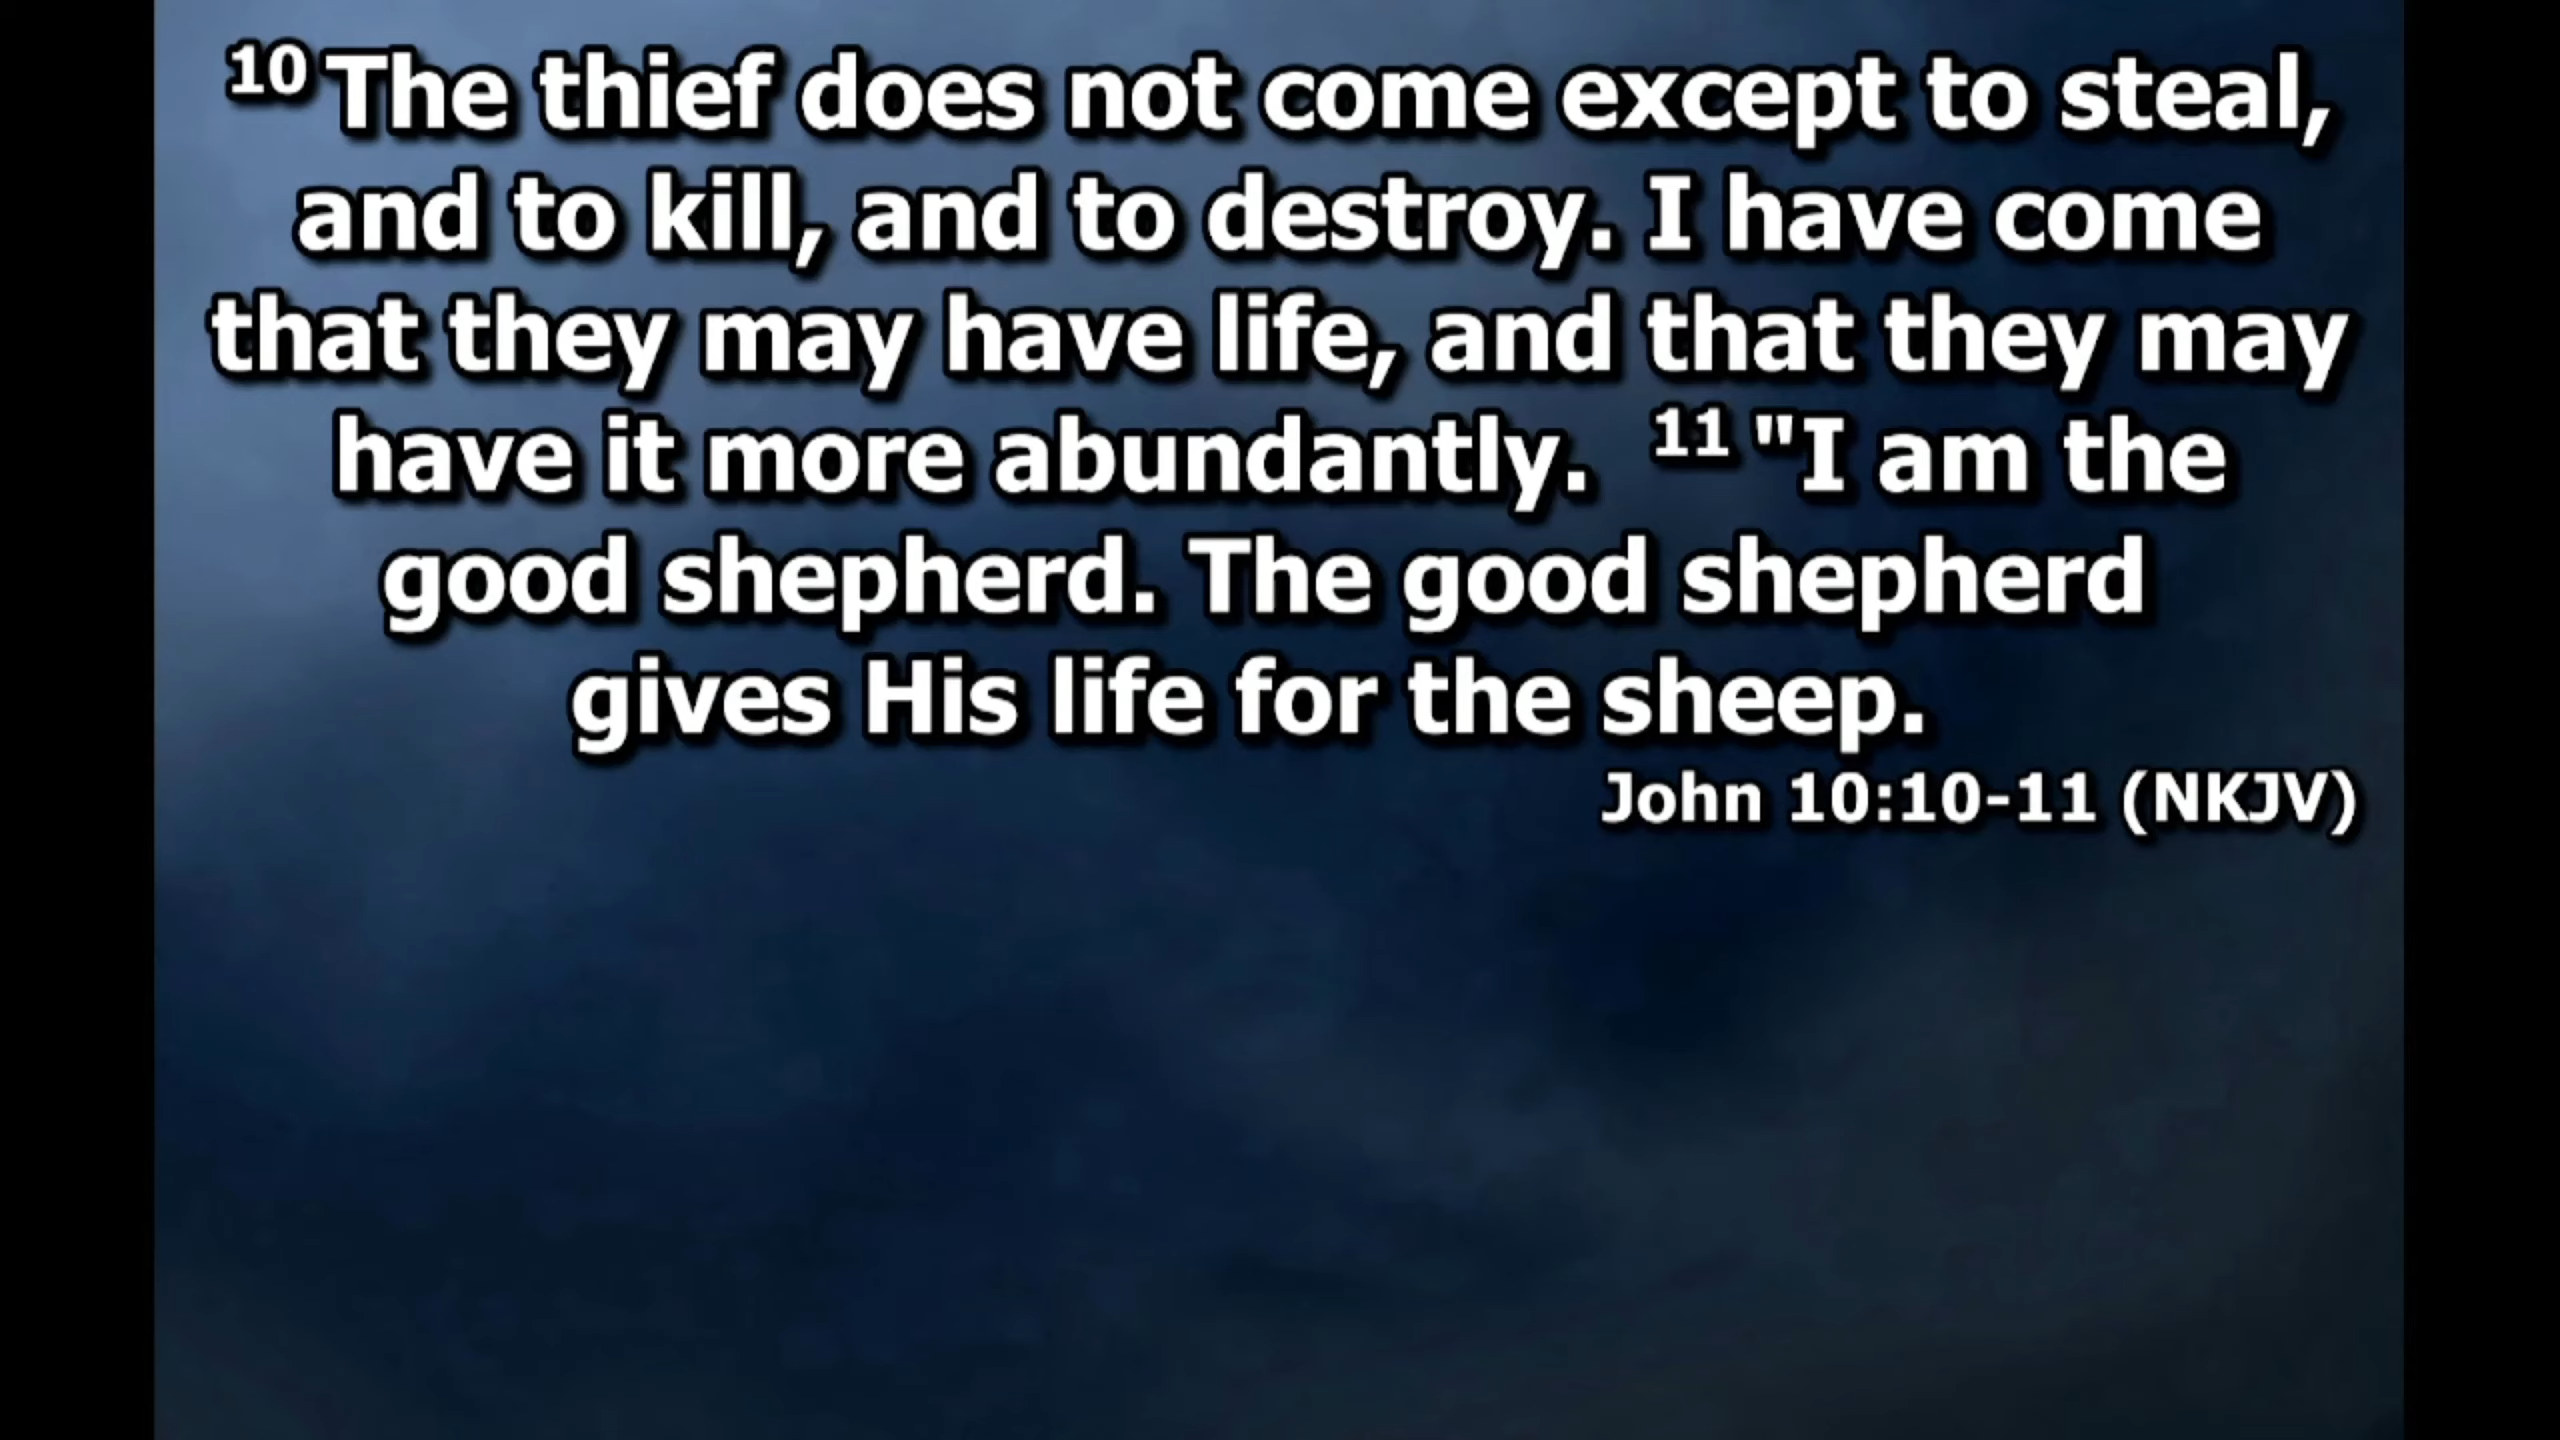 10 The thief does not come except to steal,
and to kill, and to destroy. I have come
that they may have life, and that they may
have it more abundantly. 11 "I am the
good shepherd. The good shepherd
gives His life for the sheep.
John 10:10-11 (NKJV)